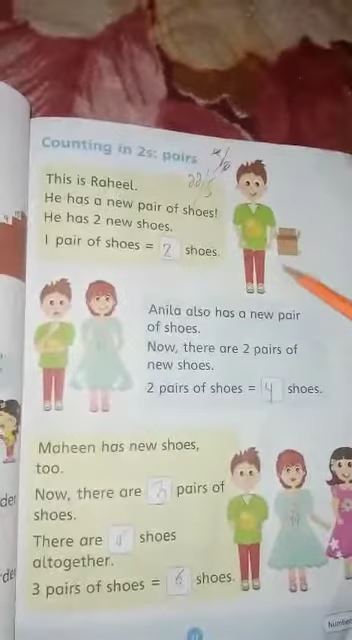 Counting in 2s: pairs
This is Raheel.
He has a new pair of shoes!
He has 2 new shoes.
1 pair of shoes = 2 shoes.
Anila also has a new pair
of shoes.
Now, there are 2 pairs of
new shoes.
2 pairs of shoes = 4 shoes.
Maheen has new shoes,
too.
Now, there are 3 pairs of
shoes.
There are shoes
altogether.
3 pairs of shoes = 6 shoes.